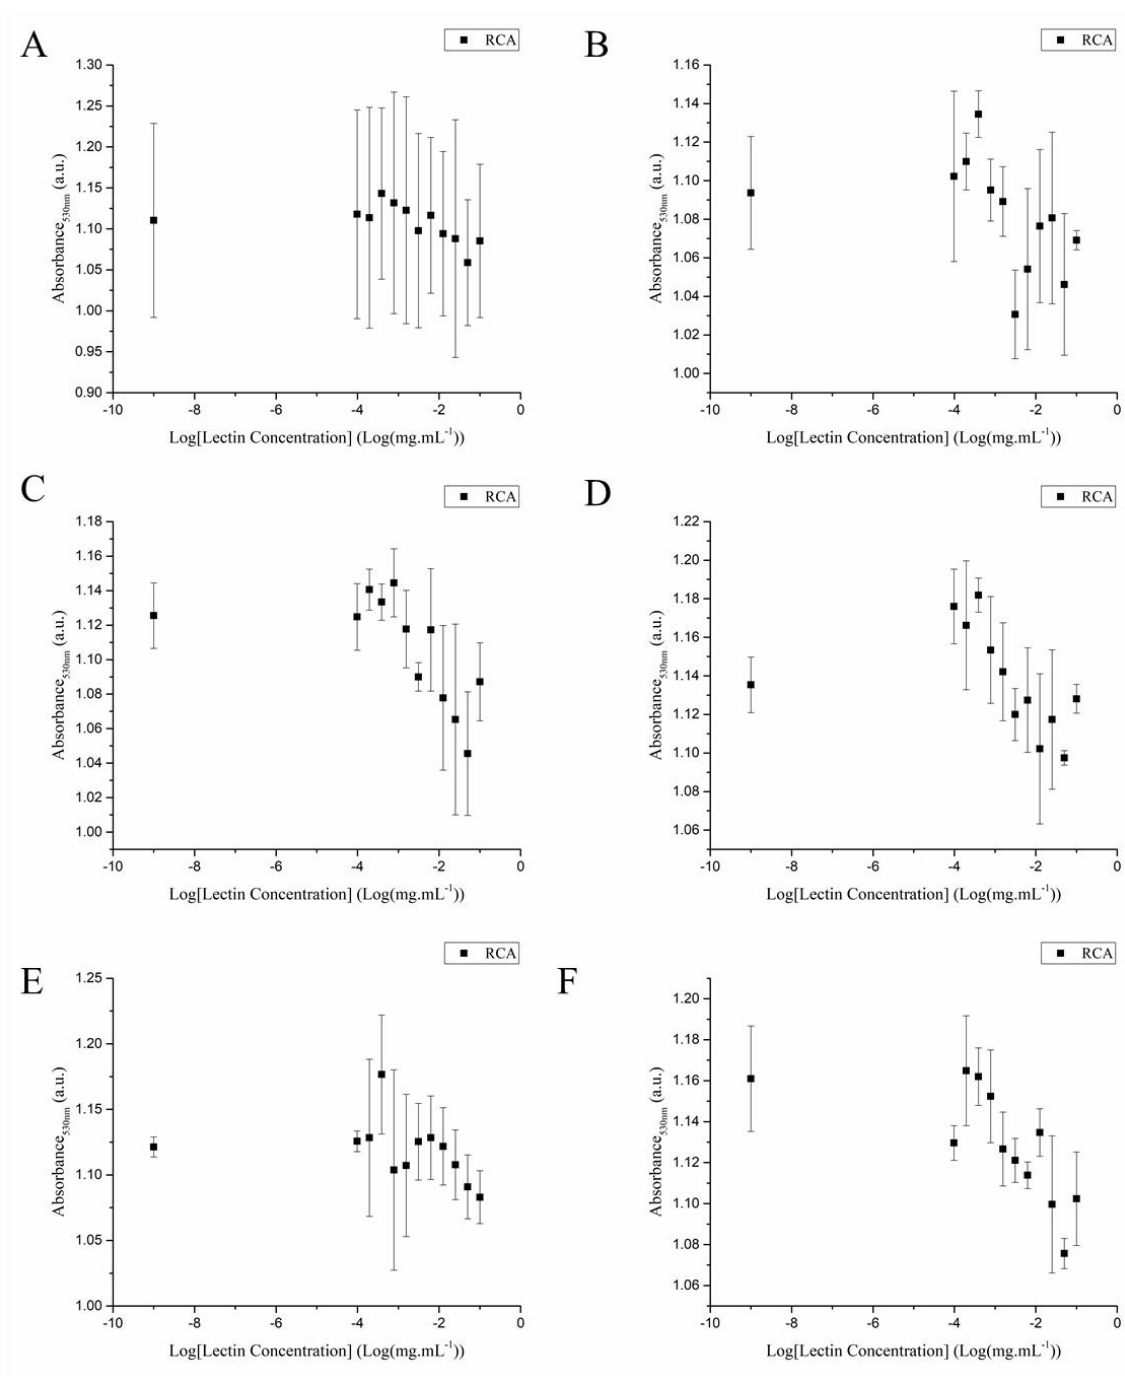 A
RCA
1.30
1.25
1.20
1.15
1.10
1.05
1.00
0.95
0.90
Absorbance530nm (a.u.)
-10 -8 -6 -4 -2 0
Log[Lectin Concentration] (Log(mg.mL-1))
B
RCA
1.16
1.14
1.12
1.10
1.08
1.06
1.04
1.02
1.00
Absorbance530nm (a.u.)
-10 -8 -6 -4 -2 0
Log[Lectin Concentration] (Log(mg.mL-1))
C
RCA
1.18
1.16
1.14
1.12
1.10
1.08
1.06
1.04
1.02
1.00
Absorbance530nm (a.u.)
-10 -8 -6 -4 -2 0
Log[Lectin Concentration] (Log(mg.mL-1))
D
RCA
1.22
1.20
1.18
1.16
1.14
1.12
1.10
1.08
1.06
Absorbance530nm (a.u.)
-10 -8 -6 -4 -2 0
Log[Lectin Concentration] (Log(mg.mL-1))
E
RCA
1.25
1.20
1.15
1.10
1.05
1.00
Absorbance530nm (a.u.)
-10 -8 -6 -4 -2 0
Log[Lectin Concentration] (Log(mg.mL-1))
F
RCA
1.20
1.18
1.16
1.14
1.12
1.10
1.08
1.06
Absorbance530nm (a.u.)
-10 -8 -6 -4 -2 0
Log[Lectin Concentration] (Log(mg.mL-1))